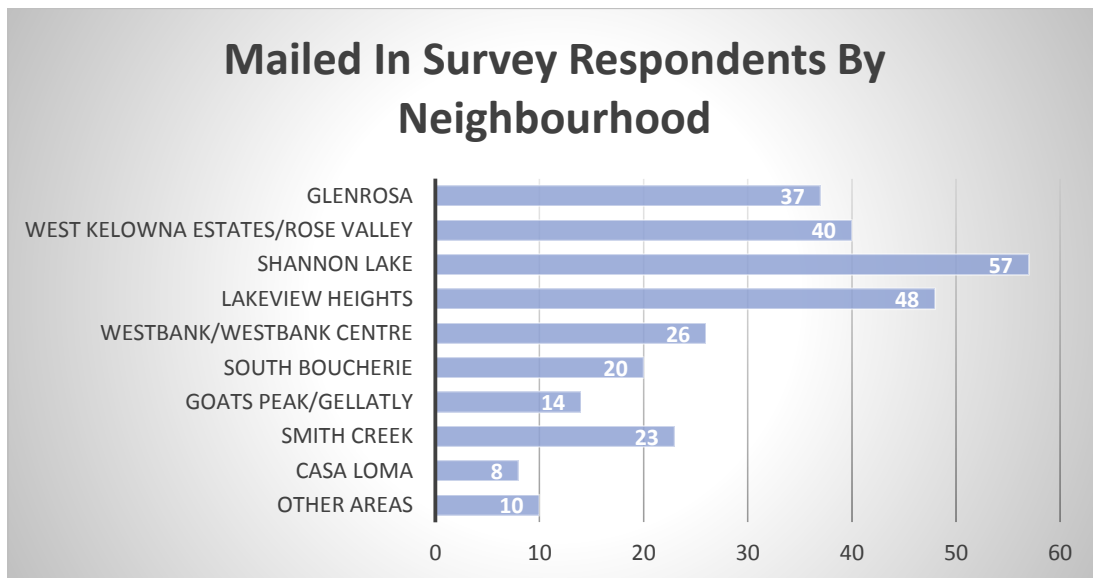 Mailed In Survey Respondents By
Neighbourhood
GLENROSA 37
WEST KELOWNA ESTATES/ROSE VALLEY 40
SHANNON LAKE 57
LAKEVIEW HEIGHTS 48
WESTBANK/WESTBANK CENTRE 26
SOUTH BOUCHERIE 20
GOATS PEAK/GELLATLY 14
SMITH CREEK 23
CASA LOMA 8
OTHER AREAS 10
0 10 20 30 40 50 60